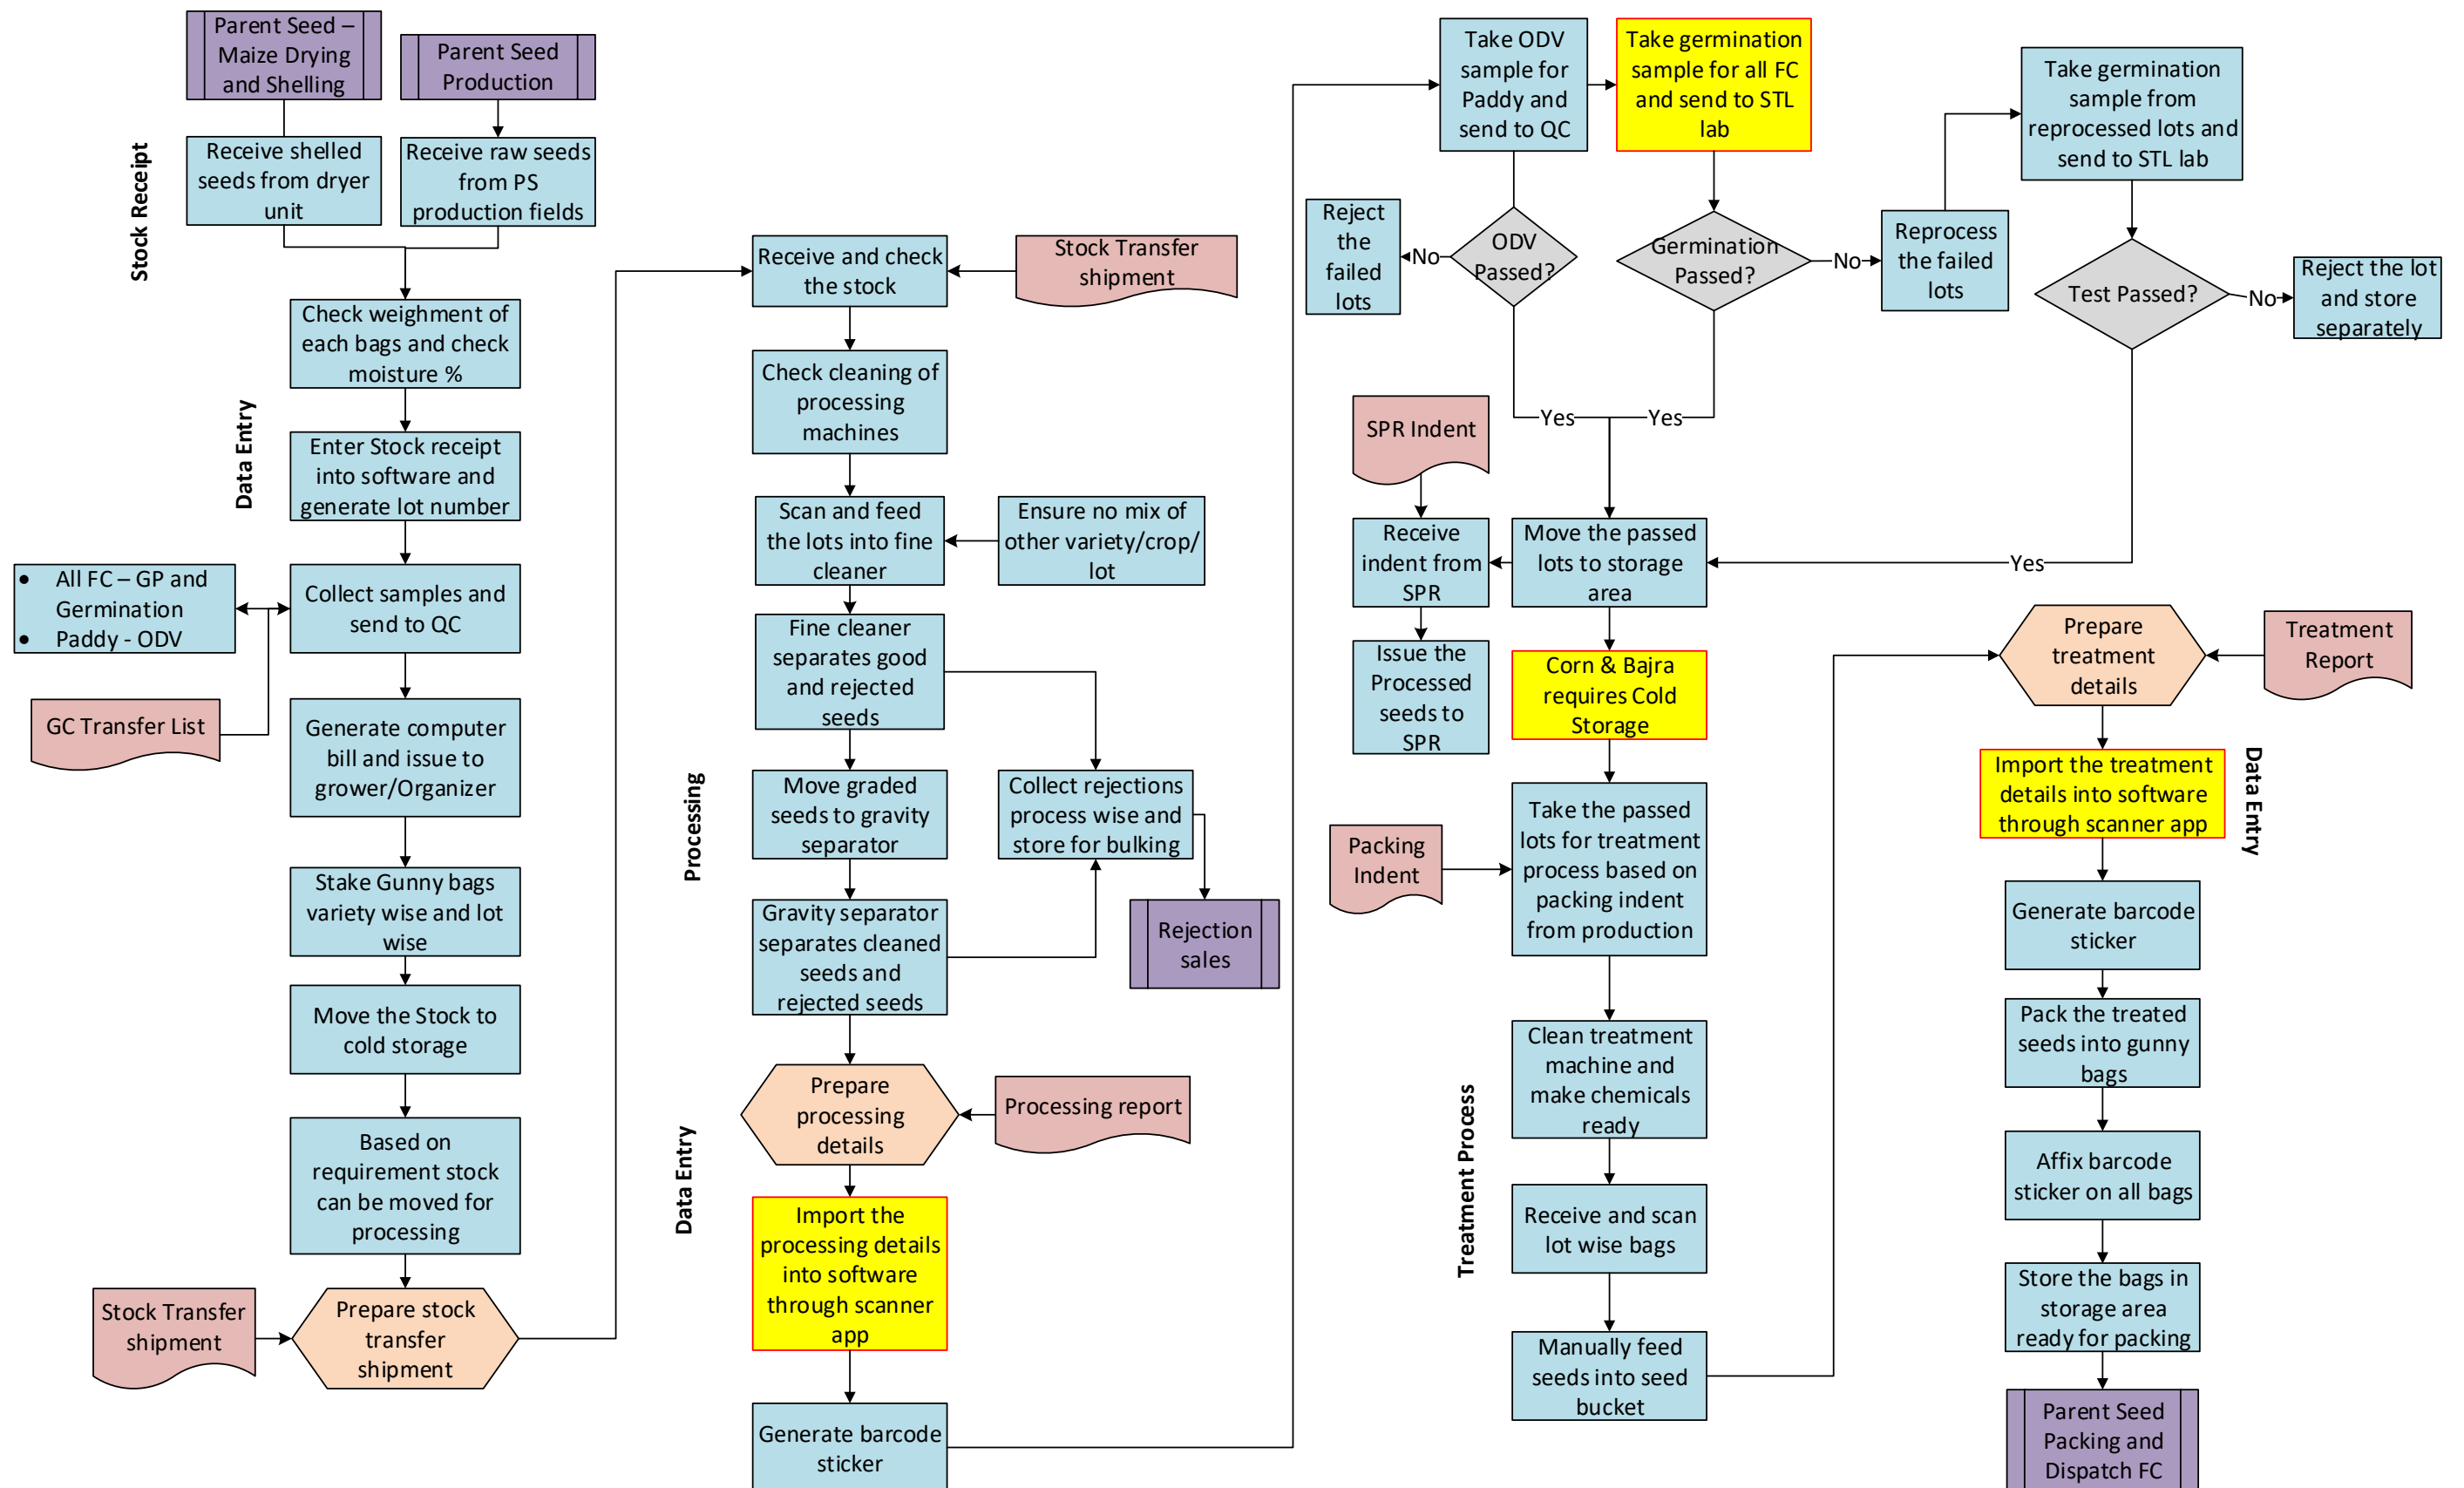 Parent Seed –
Maize Drying
and Shelling
Parent Seed
Production
Stock Receipt
Receive shelled
seeds from dryer
unit
Receive raw seeds
from PS
production fields
Check weighment of
each bags and check
moisture %
Data Entry
Enter Stock receipt
into software and
generate lot number
• All FC – GP and
Germination
• Paddy - ODV
Collect samples and
send to QC
GC Transfer List
Generate computer
bill and issue to
grower/Organizer
Stake Gunny bags
variety wise and lot
wise
Move the Stock to
cold storage
Based on
requirement stock
can be moved for
processing
Stock Transfer
shipment
Prepare stock
transfer
shipment
Receive and check
the stock
Stock Transfer
shipment
Check cleaning of
processing
machines
Scan and feed
the lots into fine
cleaner
Ensure no mix of
other variety/crop/
lot
Fine cleaner
separates good
and rejected
seeds
Processing
Move graded
seeds to gravity
separator
Collect rejections
process wise and
store for bulking
Gravity separator
separates cleaned
seeds and
rejected seeds
Rejection
sales
Prepare
processing
details
Processing report
Data Entry
Import the
processing details
into software
through scanner
app
Generate barcode
sticker
Take ODV
sample for
Paddy and
send to QC
Take germination
sample for all FC
and send to STL
lab
Take germination
sample from
reprocessed lots and
send to STL lab
Reject
the
failed
lots
No
ODV
Passed?
Germination
Passed?
No
Reprocess
the failed
lots
Test Passed?
No
Reject the lot
and store
separately
Yes
Yes
SPR Indent
Receive
indent from
SPR
Move the passed
lots to storage
area
Yes
Issue the
Processed
seeds to
SPR
Corn & Bajra
requires Cold
Storage
Packing
Indent
Take the passed
lots for treatment
process based on
packing indent
from production
Treatment Process
Clean treatment
machine and
make chemicals
ready
Receive and scan
lot wise bags
Manually feed
seeds into seed
bucket
Prepare
treatment
details
Treatment
Report
Import the treatment
details into software
through scanner app
Data Entry
Generate barcode
sticker
Pack the treated
seeds into gunny
bags
Affix barcode
sticker on all bags
Store the bags in
storage area
ready for packing
Parent Seed
Packing and
Dispatch FC